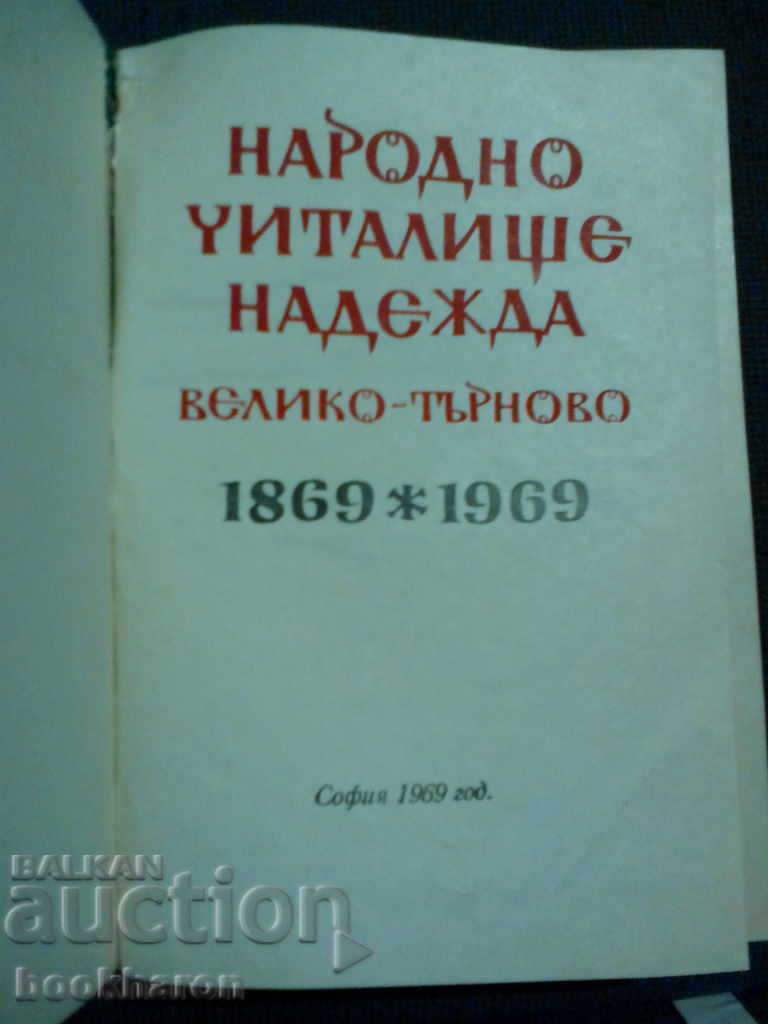 НАРОДНО
ЧИТАЛИЩЕ
НАДЕЖДА
ВЕЛИКО-ТЪРНОВО
1869*1969
София 1969 год.
BALKAN
auction
bookharon